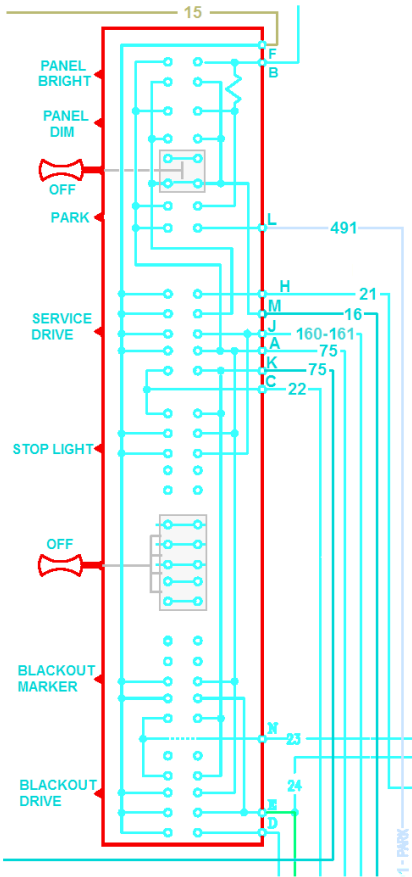 15
F
PANEL
BRIGHT
B
PANEL
DIM
OFF
PARK
L
491
H
21
M
16
SERVICE
DRIVE
J
160-161
A
75
K
75
C
22
STOP LIGHT
OFF
BLACKOUT
MARKER
N
23
24
BLACKOUT
DRIVE
E
D
1 - PARK